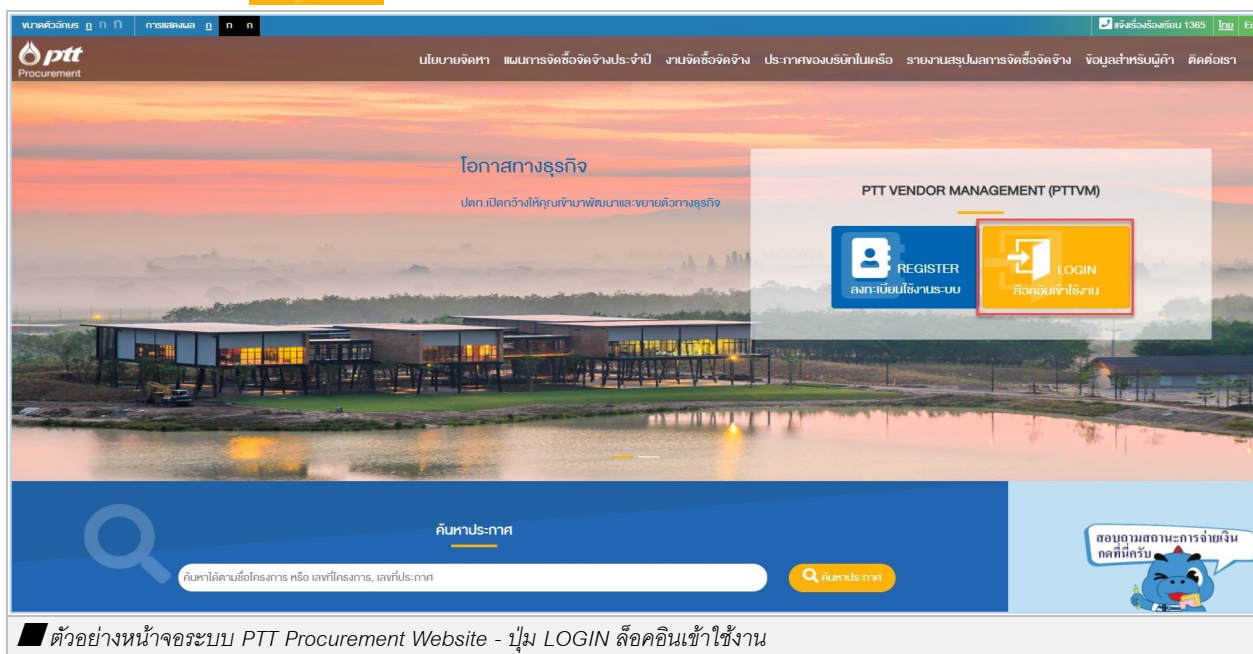 ขนาดตัวอักษร ก ก ก การแสดงผล ก ก ก แจ้งเรื่องร้องเรียน 1365 ไทย
ptt
Procurement
นโยบายจัดหา แผนการจัดซื้อจัดจ้างประจำปี งานจัดซื้อจัดจ้าง ประกาศของบริษัทในเครือ รายงานสรุปผลการจัดซื้อจัดจ้าง ข้อมูลสำหรับผู้ค้า ติดต่อเรา
โอกาสทางธุรกิจ
ปตท.เปิดกว้างให้คุณเข้ามาพัฒนาและขยายตัวทางธุรกิจ
PTT VENDOR MANAGEMENT (PTTVM)
REGISTER
ลงทะเบียนใช้งานระบบ
LOGIN
ล็อคอินเข้าใช้งาน
ค้นหาประกาศ
ค้นหาได้ตามชื่อโครงการ หรือ เลขที่โครงการ, เลขที่ประกาศ
ค้นหาประกาศ
สอบถามสถานะการจ่ายเงิน
กดที่นี่ครับ
ตัวอย่างหน้าจอระบบ PTT Procurement Website - ปุ่ม LOGIN ล็อคอินเข้าใช้งาน